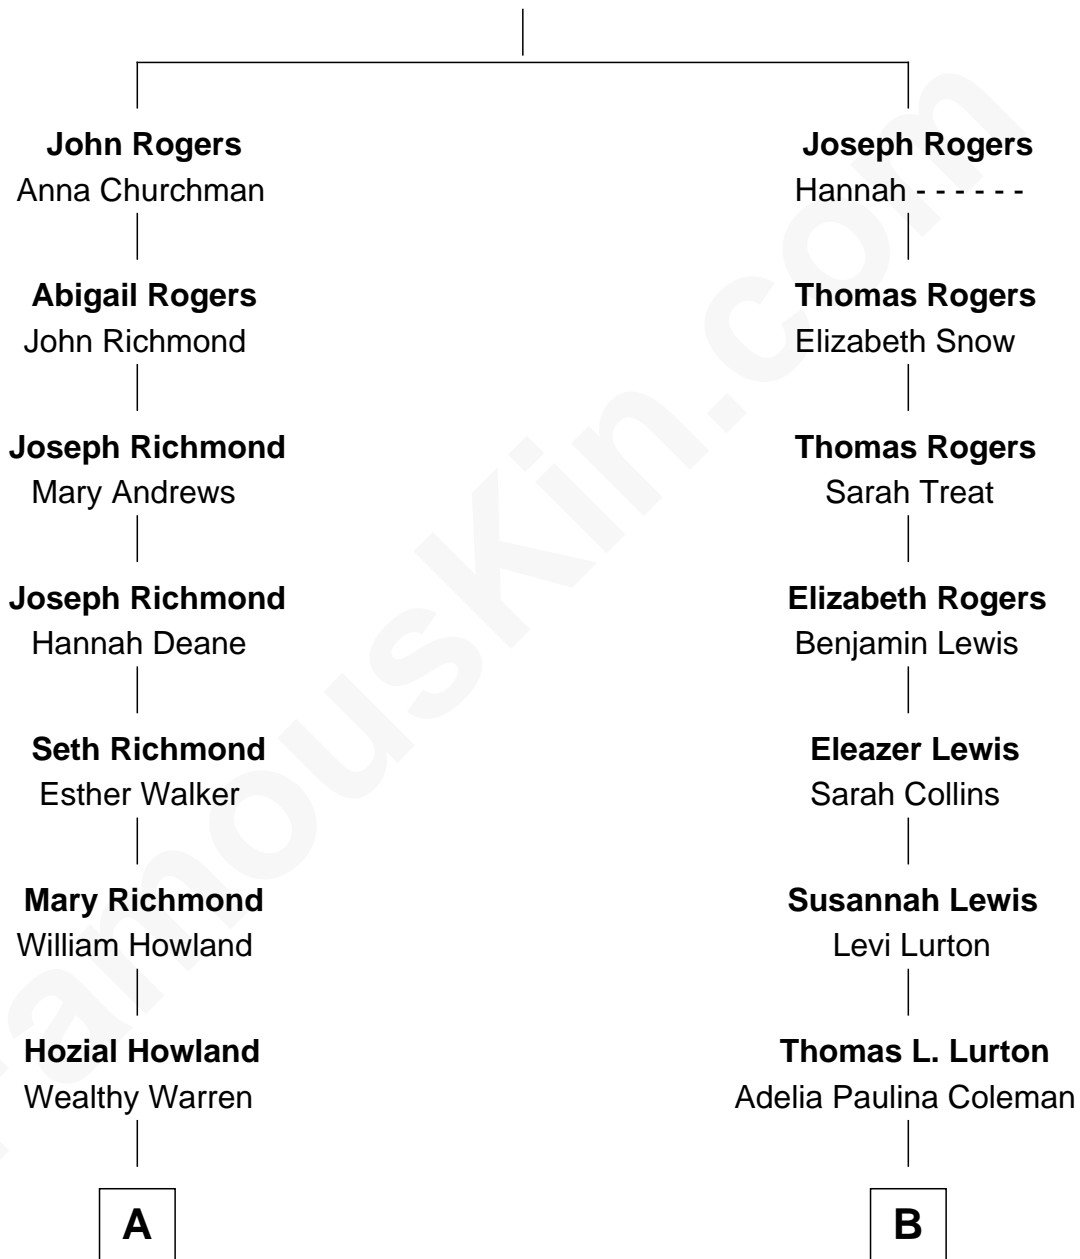 John Rogers
Anna Churchman
Abigail Rogers
John Richmond
Joseph Richmond
Mary Andrews
Joseph Richmond
Hannah Deane
Seth Richmond
Esther Walker
Mary Richmond
William Howland
Hozial Howland
Wealthy Warren
A
Joseph Rogers
Hannah - - - - - -
Thomas Rogers
Elizabeth Snow
Thomas Rogers
Sarah Treat
Elizabeth Rogers
Benjamin Lewis
Eleazer Lewis
Sarah Collins
Susannah Lewis
Levi Lurton
Thomas L. Lurton
Adelia Paulina Coleman
B
FamousKin.com